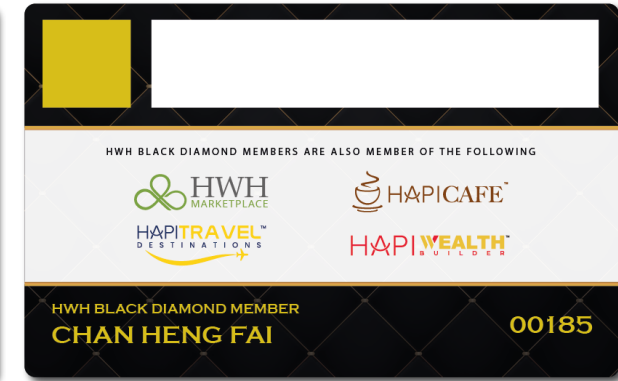 HWH BLACK DIAMOND MEMBERS ARE ALSO MEMBER OF THE FOLLOWING
HWH
MARKETPLACE
HAPICAFE™
HAPITRAVEL™
DESTINATIONS
HAPI WEALTH™
BUILDER
HWH BLACK DIAMOND MEMBER
CHAN HENG FAI
00185